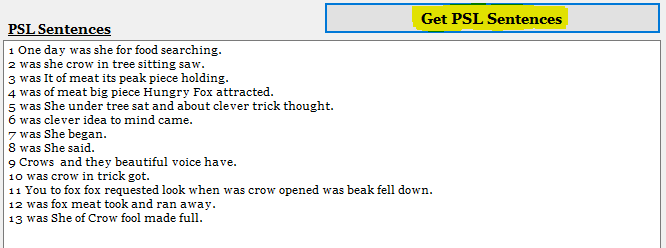 Get PSL Sentences
PSL Sentences
1 One day was she for food searching.
2 was she crow in tree sitting saw.
3 was It of meat its peak piece holding.
4 was of meat big piece Hungry Fox attracted.
5 was She under tree sat and about clever trick thought.
6 was clever idea to mind came.
7 was She began.
8 was She said.
9 Crows  and they beautiful voice have.
10 was crow in trick got.
11 You to fox fox requested look when was crow opened was beak fell down.
12 was fox meat took and ran away.
13 was She of Crow fool made full.